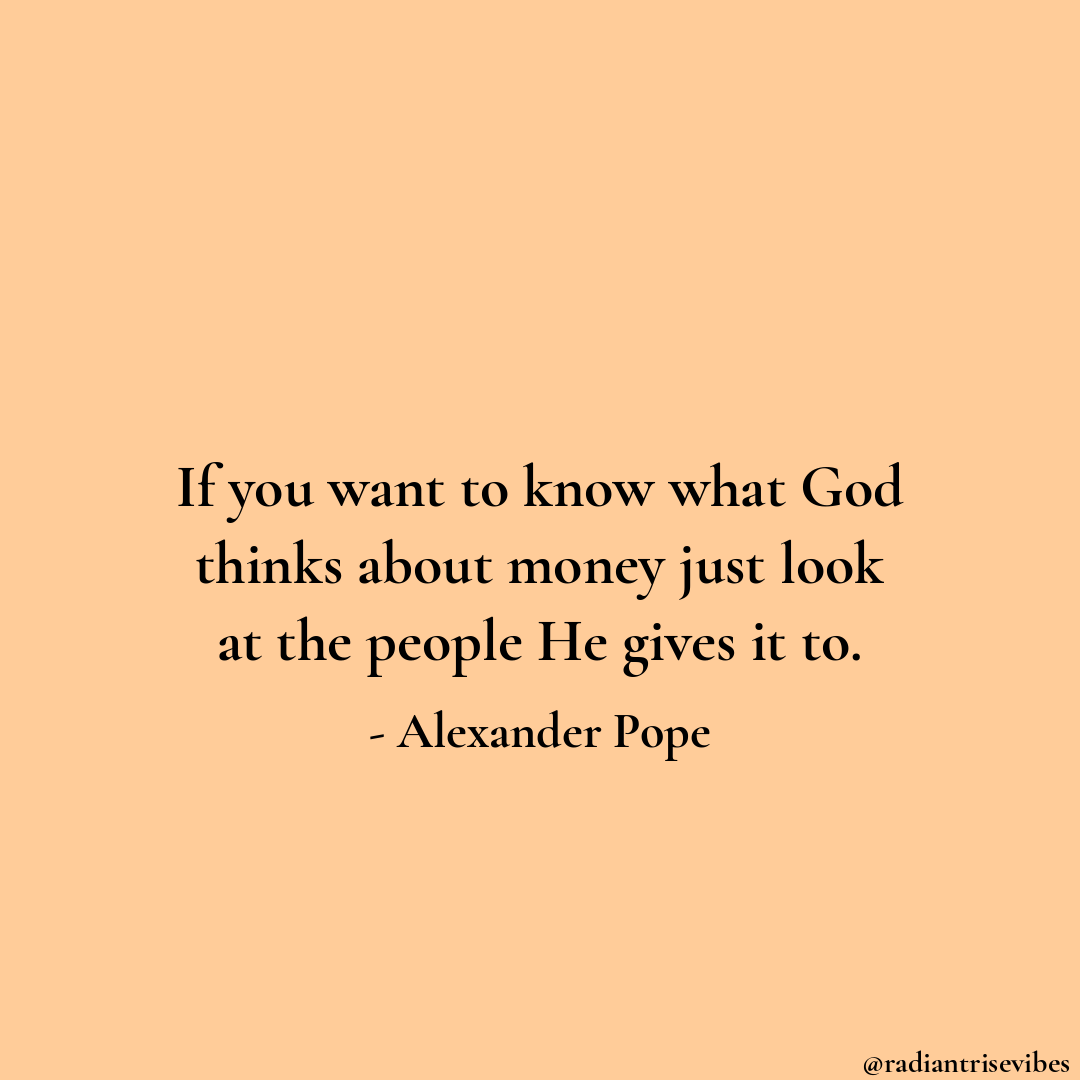 If you want to know what God
thinks about money just look
at the people He gives it to.
- Alexander Pope
@radiantrisevibes